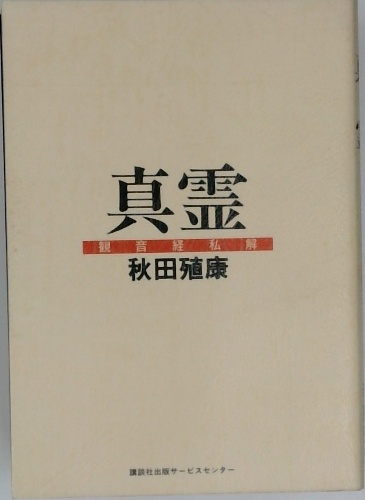 真霊
観音経私解
秋田殖康
講談社出版サービスセンター